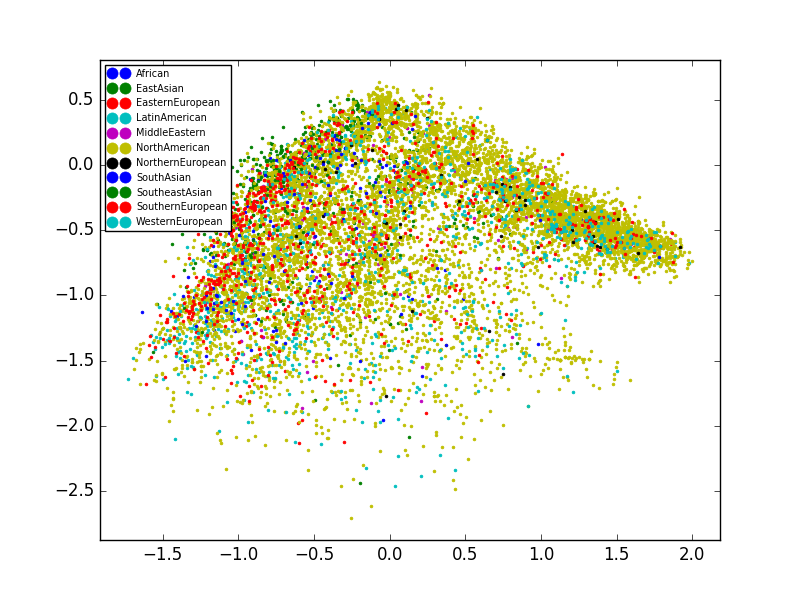 African
EastAsian
EasternEuropean
LatinAmerican
MiddleEastern
NorthAmerican
NorthernEuropean
SouthAsian
SoutheastAsian
SouthernEuropean
WesternEuropean
0.5
0.0
−0.5
−1.0
−1.5
−2.0
−2.5
−1.5 −1.0 −0.5 0.0 0.5 1.0 1.5 2.0